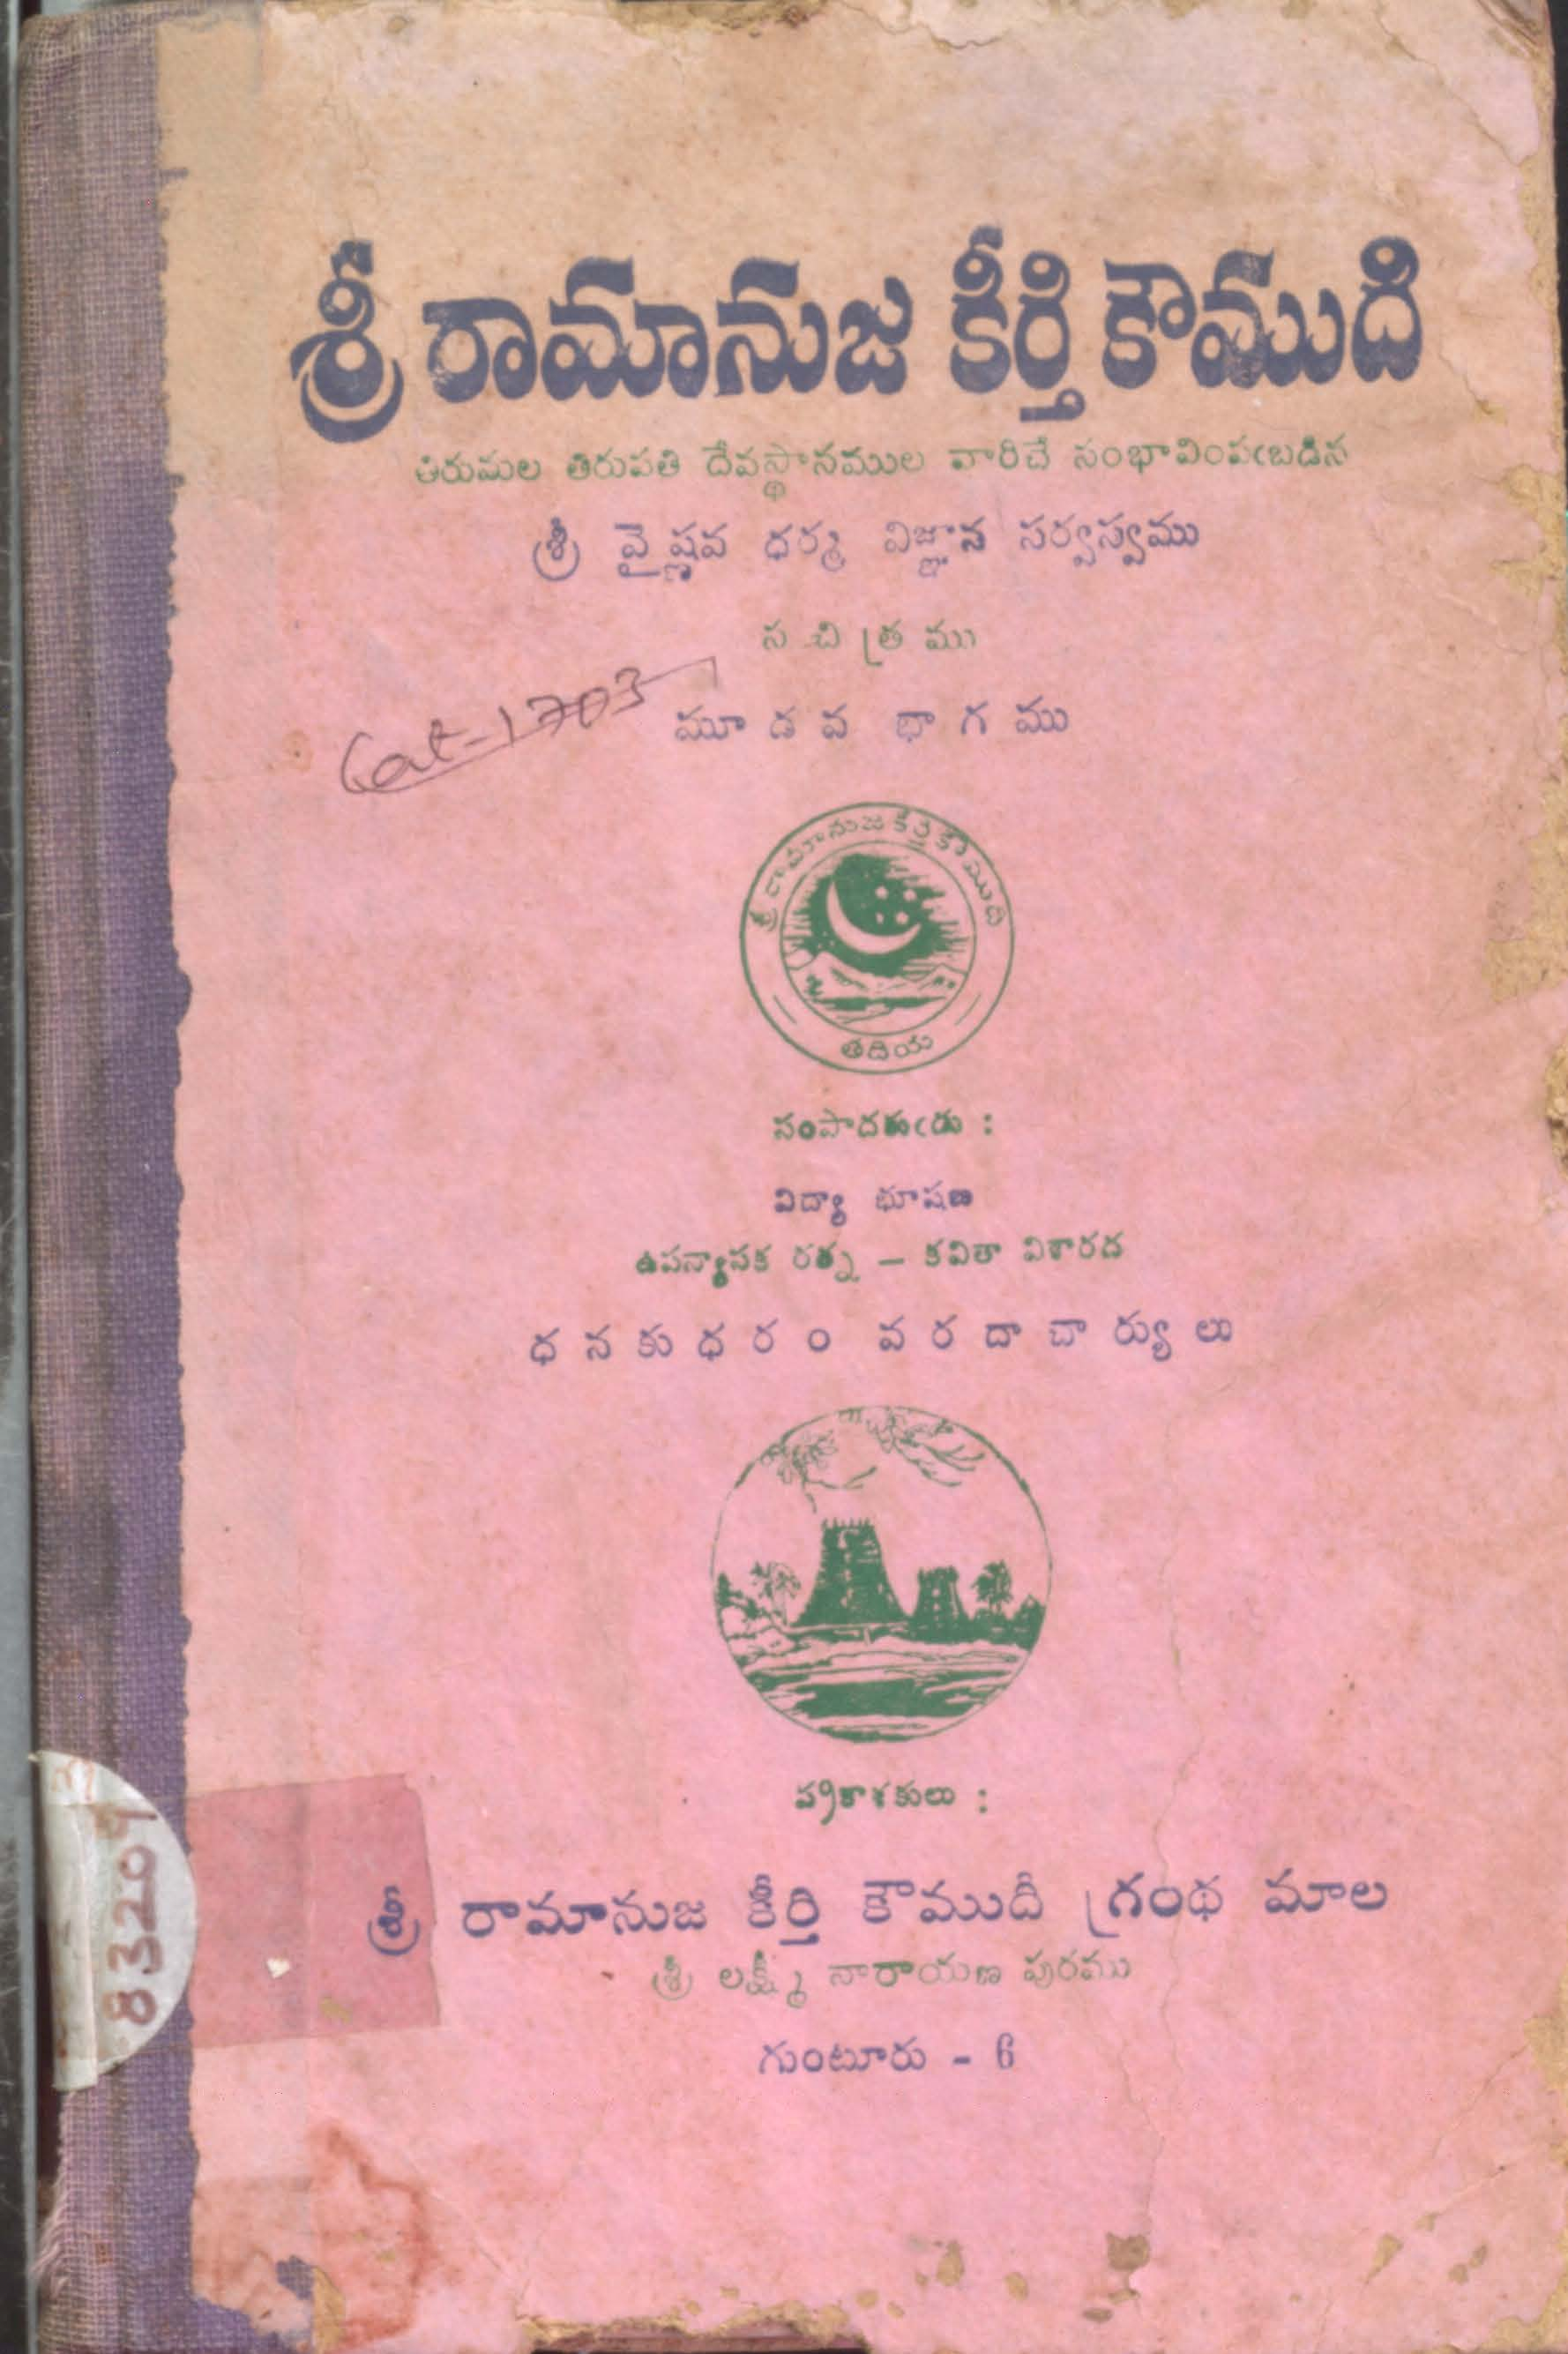 శ్రీ రామానుజ కీర్తి కౌముది
తిరుమల తిరుపతి దేవస్థానముల వారిచే సంభావింపఁబడిన
శ్రీ వైష్ణవ ధర్మ విజ్ఞాన సర్వస్వము
సచిత్రము
Cat-1703
మూడవ భాగము
శ్రీ రామానుజ కీర్తి కౌముది
తదియ
సంపాదకుఁడు :
విద్యా భూషణ
ఉపన్యాసక రత్న – కవితా విశారద
ధనకుధరం వరదాచార్యులు
ప్రకాశకులు :
శ్రీ రామానుజ కీర్తి కౌముదీ గ్రంథ మాల
శ్రీ లక్ష్మీ నారాయణ పురము
గుంటూరు - 6
83209